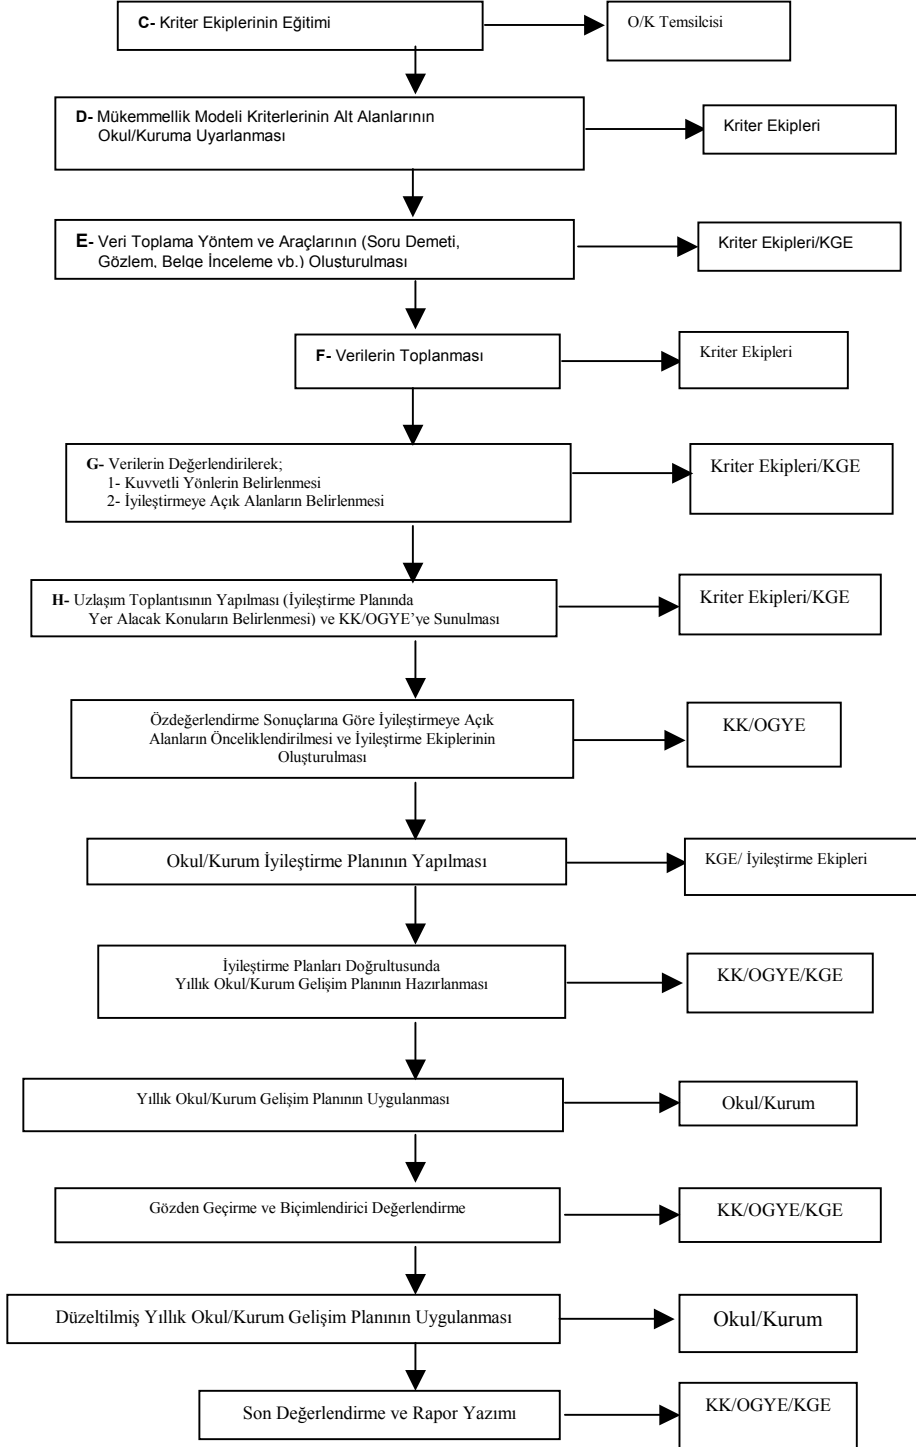 C- Kriter Ekiplerinin Eğitimi
O/K Temsilcisi
D- Mükemmellik Modeli Kriterlerinin Alt Alanlarının
Okul/Kuruma Uyarlanması
Kriter Ekipleri
E- Veri Toplama Yöntem ve Araçlarının (Soru Demeti,
Gözlem, Belge İnceleme vb.) Oluşturulması
Kriter Ekipleri/KGE
F- Verilerin Toplanması
Kriter Ekipleri
G- Verilerin Değerlendirilerek;
1- Kuvvetli Yönlerin Belirlenmesi
2- İyileştirmeye Açık Alanların Belirlenmesi
Kriter Ekipleri/KGE
H- Uzlaşım Toplantısının Yapılması (İyileştirme Planında
Yer Alacak Konuların Belirlenmesi) ve KK/OGYE’ye Sunulması
Kriter Ekipleri/KGE
Özdeğerlendirme Sonuçlarına Göre İyileştirmeye Açık
Alanların Önceliklendirilmesi ve İyileştirme Ekiplerinin
Oluşturulması
KK/OGYE
Okul/Kurum İyileştirme Planının Yapılması
KGE/ İyileştirme Ekipleri
İyileştirme Planları Doğrultusunda
Yıllık Okul/Kurum Gelişim Planının Hazırlanması
KK/OGYE/KGE
Yıllık Okul/Kurum Gelişim Planının Uygulanması
Okul/Kurum
Gözden Geçirme ve Biçimlendirici Değerlendirme
KK/OGYE/KGE
Düzeltilmiş Yıllık Okul/Kurum Gelişim Planının Uygulanması
Okul/Kurum
Son Değerlendirme ve Rapor Yazımı
KK/OGYE/KGE